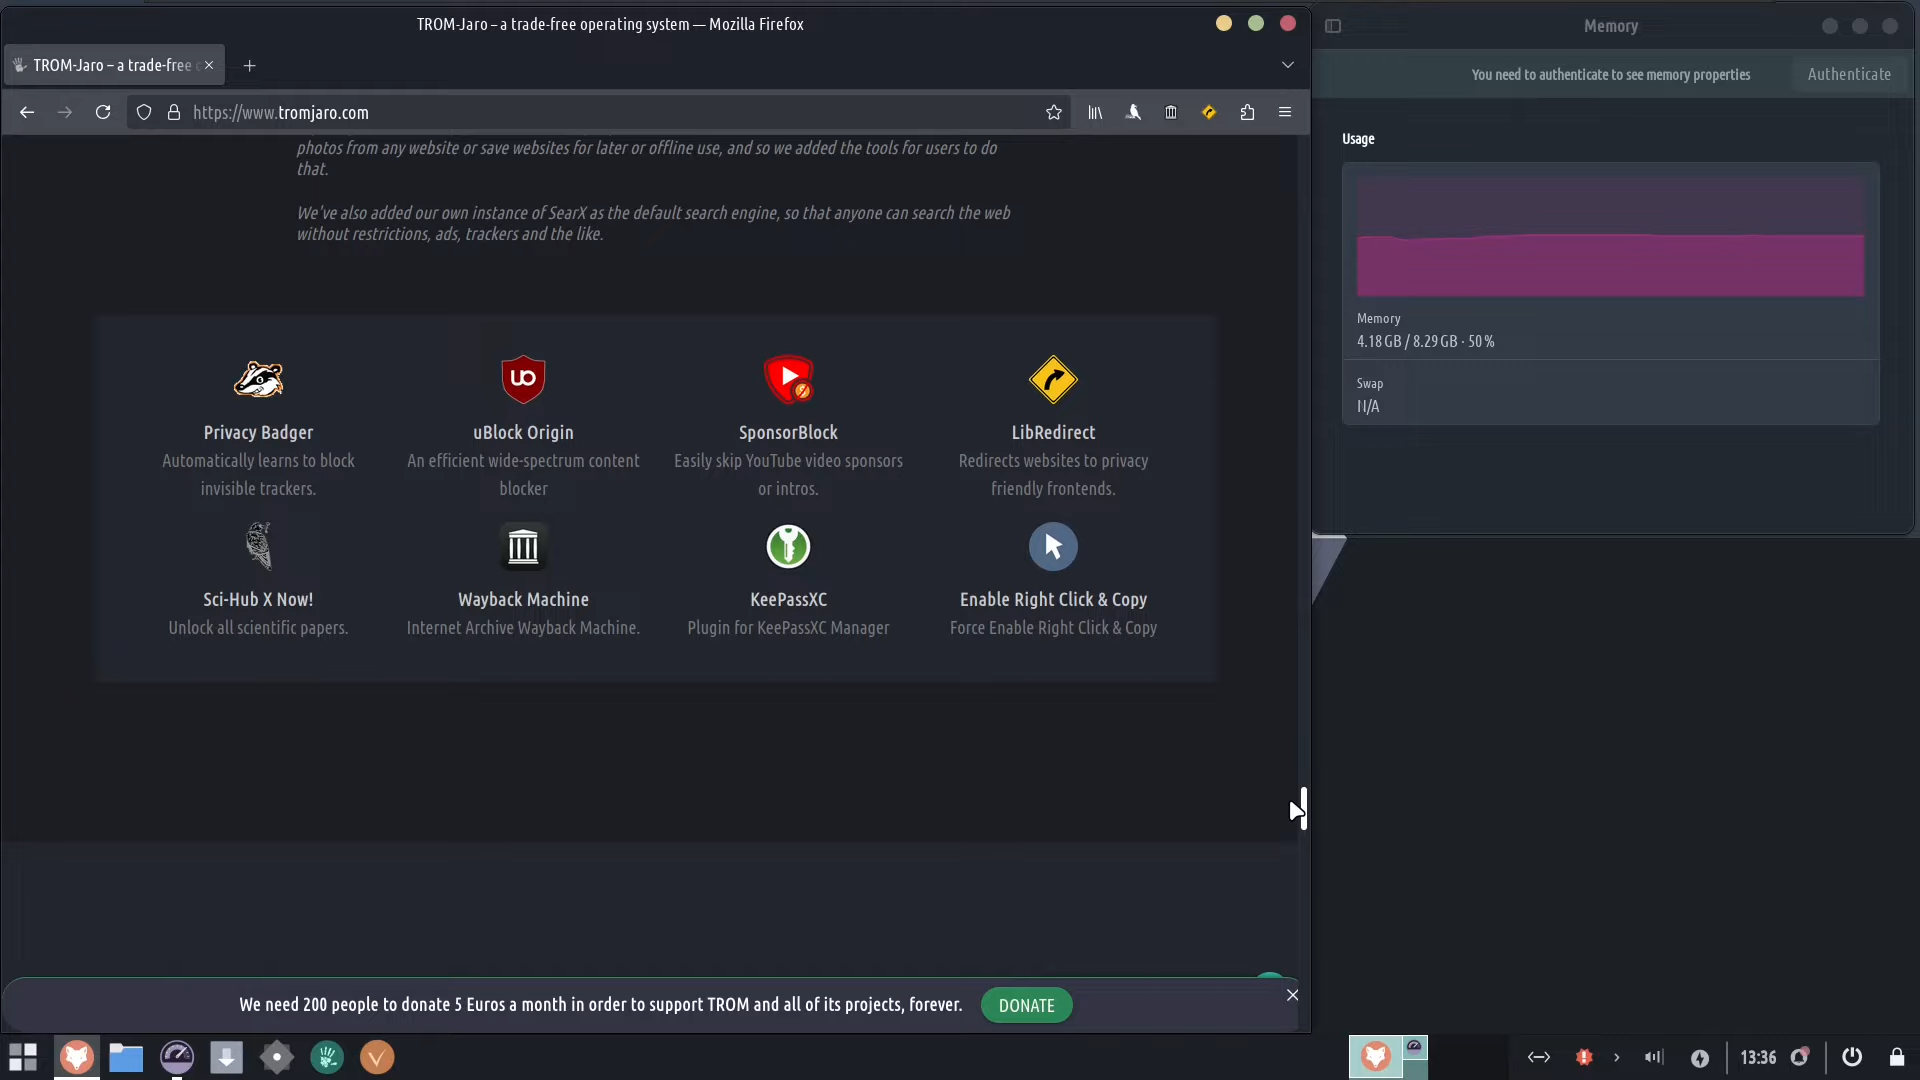 TROM-Jaro – a trade-free operating system — Mozilla Firefox
TROM-Jaro – a trade-free
https://www.tromjaro.com
photos from any website or save websites for later or offline use, and so we added the tools for users to do
that.
We've also added our own instance of SearX as the default search engine, so that anyone can search the web
without restrictions, ads, trackers and the like.
Privacy Badger
Automatically learns to block
invisible trackers.
uBlock Origin
An efficient wide-spectrum content
blocker
SponsorBlock
Easily skip YouTube video sponsors
or intros.
LibRedirect
Redirects websites to privacy
friendly frontends.
Sci-Hub X Now!
Unlock all scientific papers.
Wayback Machine
Internet Archive Wayback Machine.
KeePassXC
Plugin for KeePassXC Manager
Enable Right Click & Copy
Force Enable Right Click & Copy
We need 200 people to donate 5 Euros a month in order to support TROM and all of its projects, forever.
DONATE
Memory
You need to authenticate to see memory properties
Authenticate
Usage
Memory
4.18 GB / 8.29 GB · 50 %
Swap
N/A
13:36